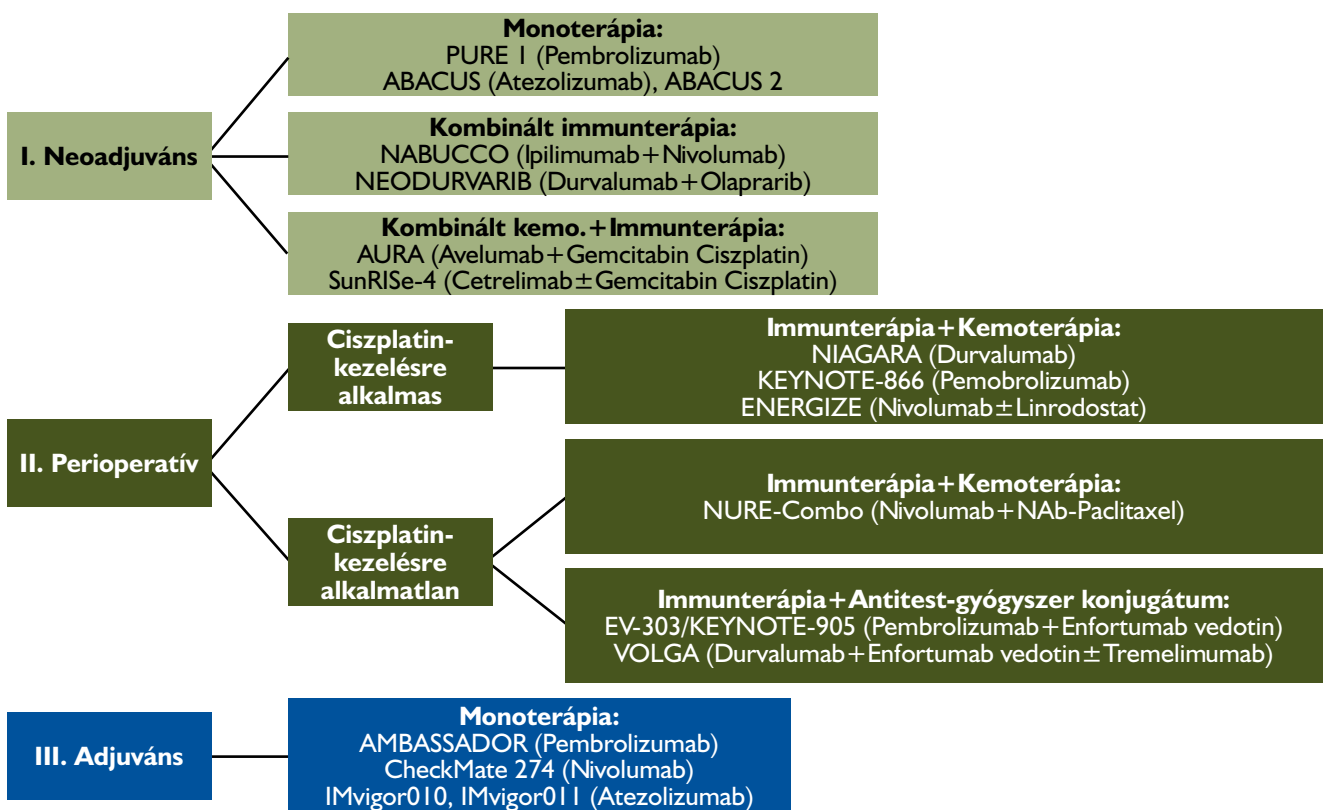 I. Neoadjuváns
Monoterápia:
PURE 1 (Pembrolizumab)
ABACUS (Atezolizumab), ABACUS 2
Kombinált immunterápia:
NABUCCO (Ipilimumab+Nivolumab)
NEODURVARIB (Durvalumab+Olaprarib)
Kombinált kemo.+Immunterápia:
AURA (Avelumab+Gemcitabin Ciszplatin)
SunRISe-4 (Cetrelimab±Gemcitabin Ciszplatin)
II. Perioperatív
Ciszplatin-
kezelésre
alkalmas
Immunterápia+Kemoterápia:
NIAGARA (Durvalumab)
KEYNOTE-866 (Pemobrolizumab)
ENERGIZE (Nivolumab±Linrodostat)
Ciszplatin-
kezelésre
alkalmatlan
Immunterápia+Kemoterápia:
NURE-Combo (Nivolumab+NAb-Paclitaxel)
Immunterápia+Antitest-gyógyszer konjugátum:
EV-303/KEYNOTE-905 (Pembrolizumab+Enfortumab vedotin)
VOLGA (Durvalumab+Enfortumab vedotin±Tremelimumab)
III. Adjuváns
Monoterápia:
AMBASSADOR (Pembrolizumab)
CheckMate 274 (Nivolumab)
IMvigor010, IMvigor011 (Atezolizumab)